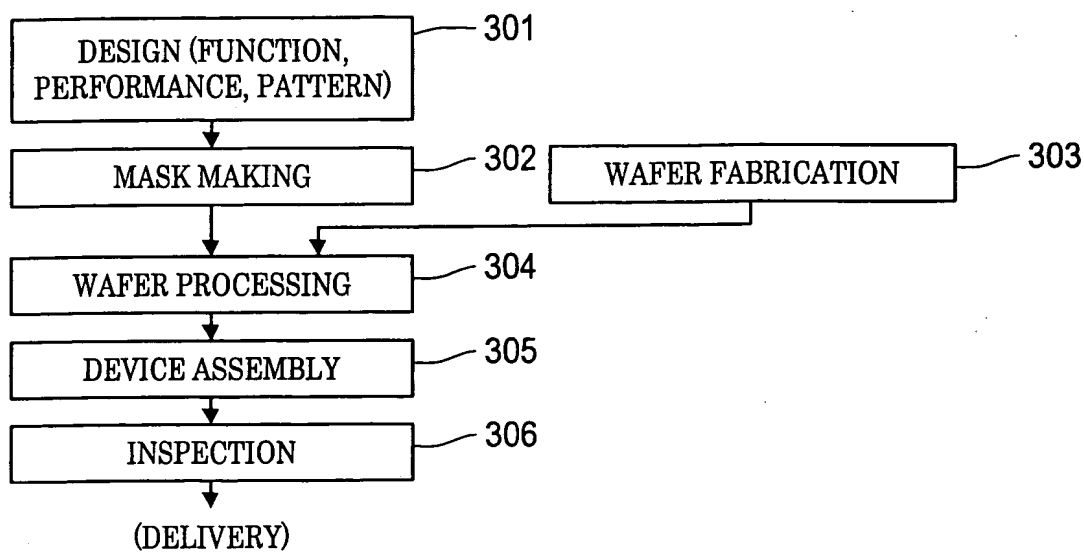 DESIGN (FUNCTION,
PERFORMANCE, PATTERN)
301
MASK MAKING
302
WAFER FABRICATION
303
WAFER PROCESSING
304
DEVICE ASSEMBLY
305
INSPECTION
306
(DELIVERY)